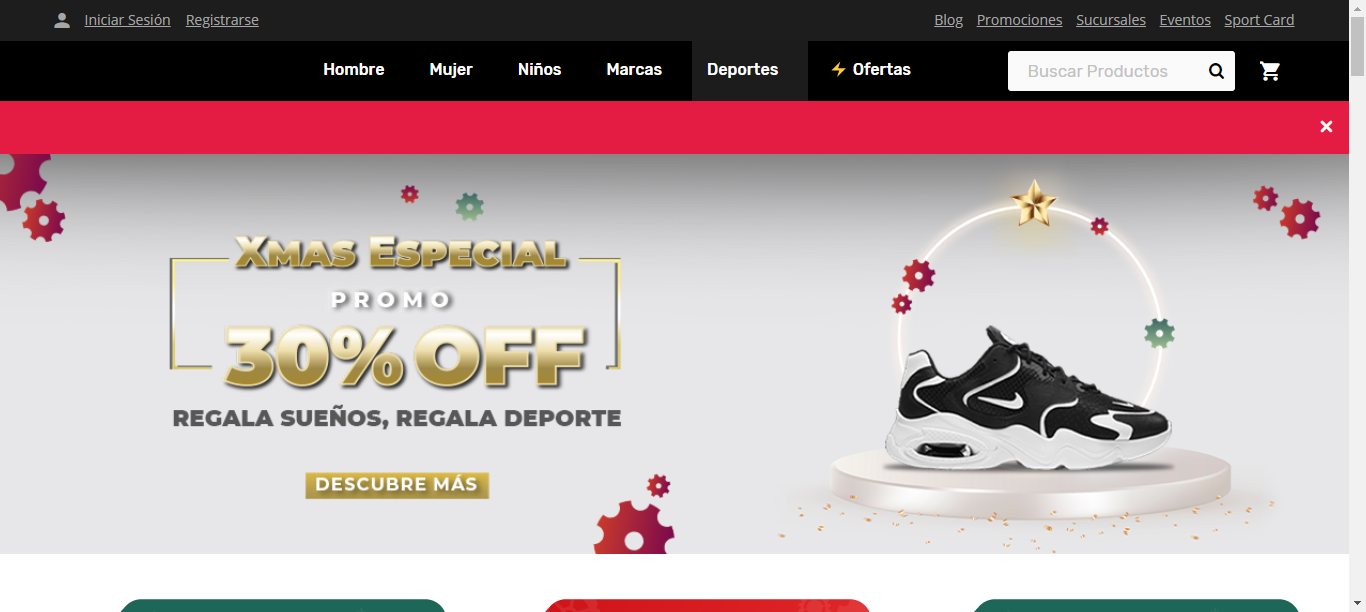 Iniciar Sesión Registrarse Blog Promociones Sucursales Eventos Sport Card
Hombre Mujer Niños Marcas Deportes ⚡ Ofertas Buscar Productos
XMAS ESPECIAL
PROMO
30% OFF
REGALA SUEÑOS, REGALA DEPORTE
DESCUBRE MÁS